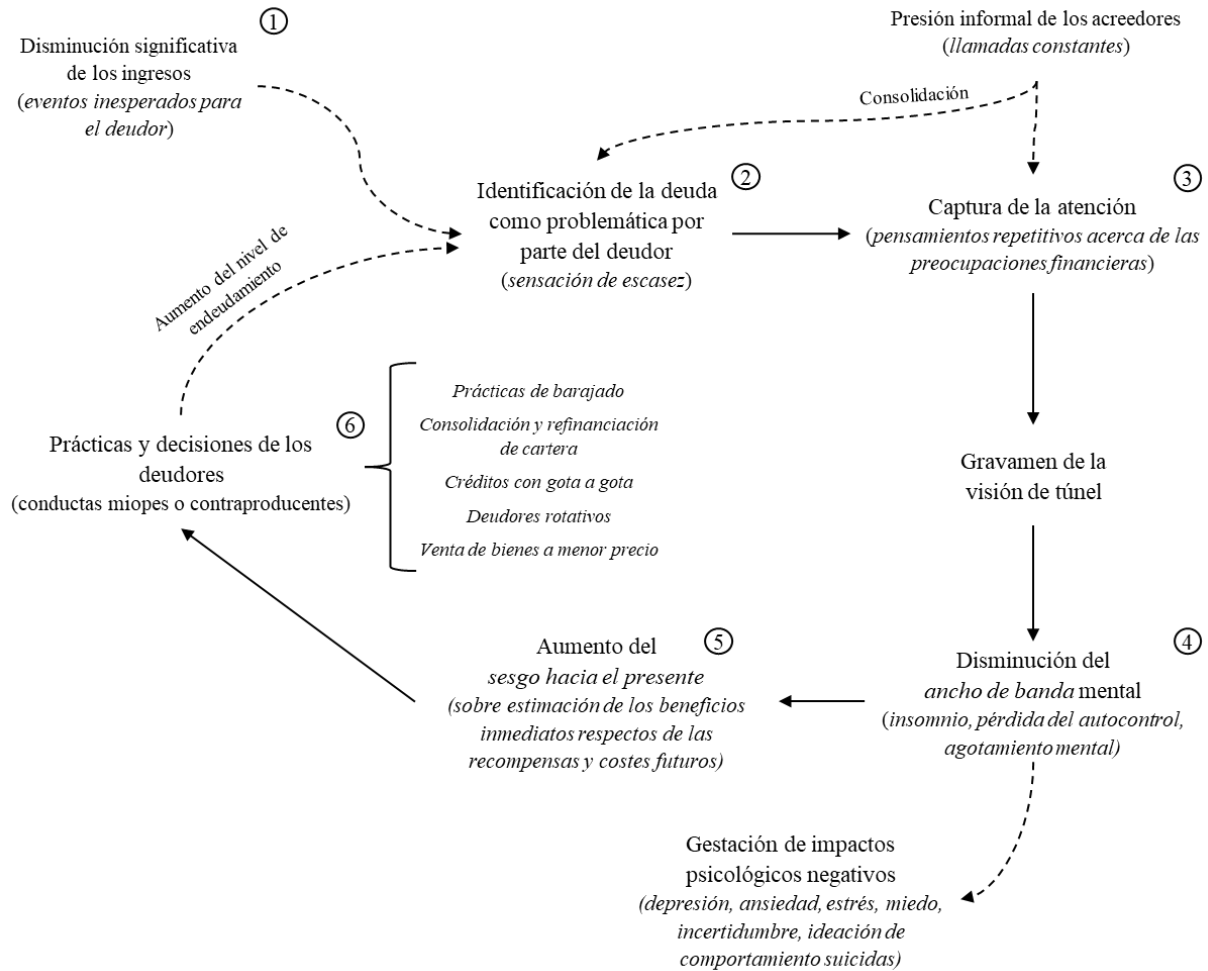 ①
Disminución significativa
de los ingresos
(eventos inesperados para
el deudor)
Presión informal de los acreedores
(llamadas constantes)
Consolidación
②
Identificación de la deuda
como problemática por
parte del deudor
(sensación de escasez)
③
Captura de la atención
(pensamientos repetitivos acerca de las
preocupaciones financieras)
Aumento del nivel de
endeudamiento
Gravamen de la
visión de túnel
⑥
Prácticas y decisiones de los
deudores
(conductas miopes o contraproducentes)
Prácticas de barajado
Consolidación y refinanciación
de cartera
Créditos con gota a gota
Deudores rotativos
Venta de bienes a menor precio
④
Disminución del
ancho de banda mental
(insomnio, pérdida del autocontrol,
agotamiento mental)
⑤
Aumento del
sesgo hacia el presente
(sobre estimación de los beneficios
inmediatos respectos de las
recompensas y costes futuros)
Gestación de impactos
psicológicos negativos
(depresión, ansiedad, estrés, miedo,
incertidumbre, ideación de
comportamiento suicidas)